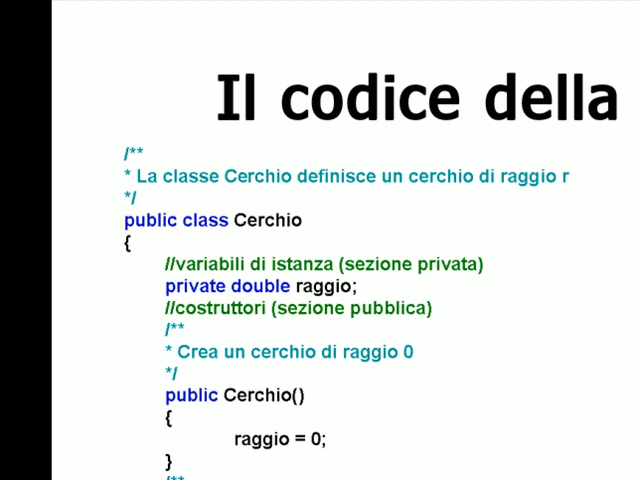 Il codice della
/**
* La classe Cerchio definisce un cerchio di raggio r
*/
public class Cerchio
{
//variabili di istanza (sezione privata)
private double raggio;
//costruttori (sezione pubblica)
/**
* Crea un cerchio di raggio 0
*/
public Cerchio()
{
raggio = 0;
}
/**